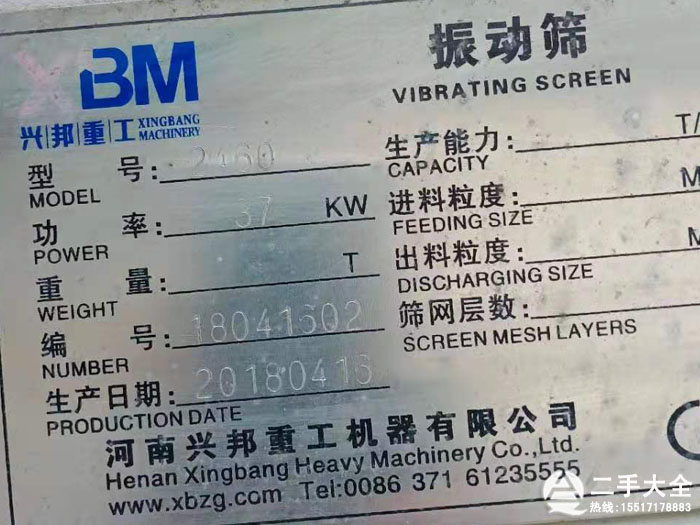 XBM
兴邦重工 XINGBANG MACHINERY
振动筛
VIBRATING SCREEN
型 号: 2160
MODEL
功 率: 37 KW
POWER
重 量: T
WEIGHT
编 号: 18041602
NUMBER
生产日期: 20180416
PRODUCTION DATE
生产能力: T/
CAPACITY
进料粒度: M
FEEDING SIZE
出料粒度: M
DISCHARGING SIZE
筛网层数:
SCREEN MESH LAYERS
河南兴邦重工机器有限公司
Henan Xingbang Heavy Machinery Co.,Ltd.
www.xbzg.com Tel:0086 371 61235555
二手大全
热线:15517178883